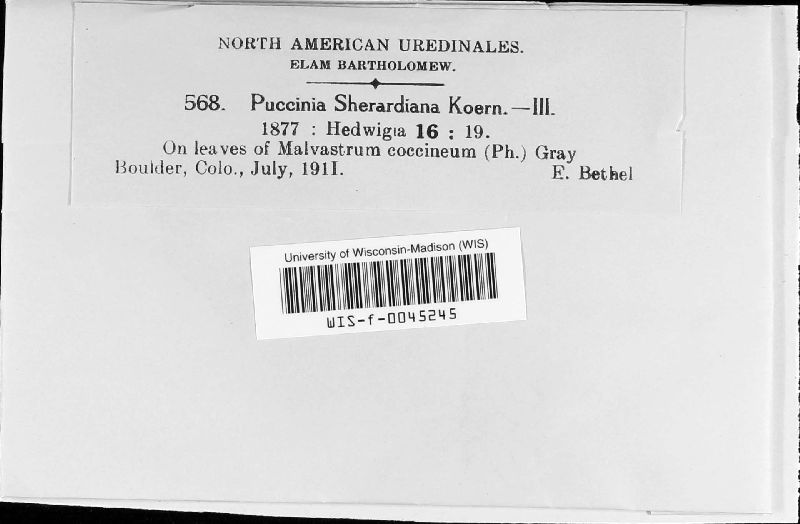 NORTH AMERICAN UREDINALES.
ELAM BARTHOLOMEW.
568. Puccinia Sherardiana Koern.—III.
1877 : Hedwigia 16 : 19.
On leaves of Malvastrum coccineum (Ph.) Gray
Boulder, Colo., July, 1911. E. Bethel
University of Wisconsin-Madison (WIS)
WIS-f-0045245